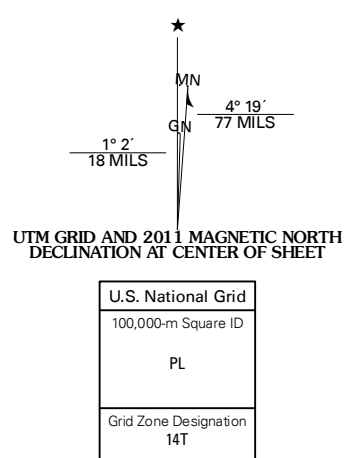 ★
MN
GN
4° 19´
77 MILS
1° 2´
18 MILS
UTM GRID AND 2011 MAGNETIC NORTH
DECLINATION AT CENTER OF SHEET
U.S. National Grid
100,000-m Square ID
PL
Grid Zone Designation
14T